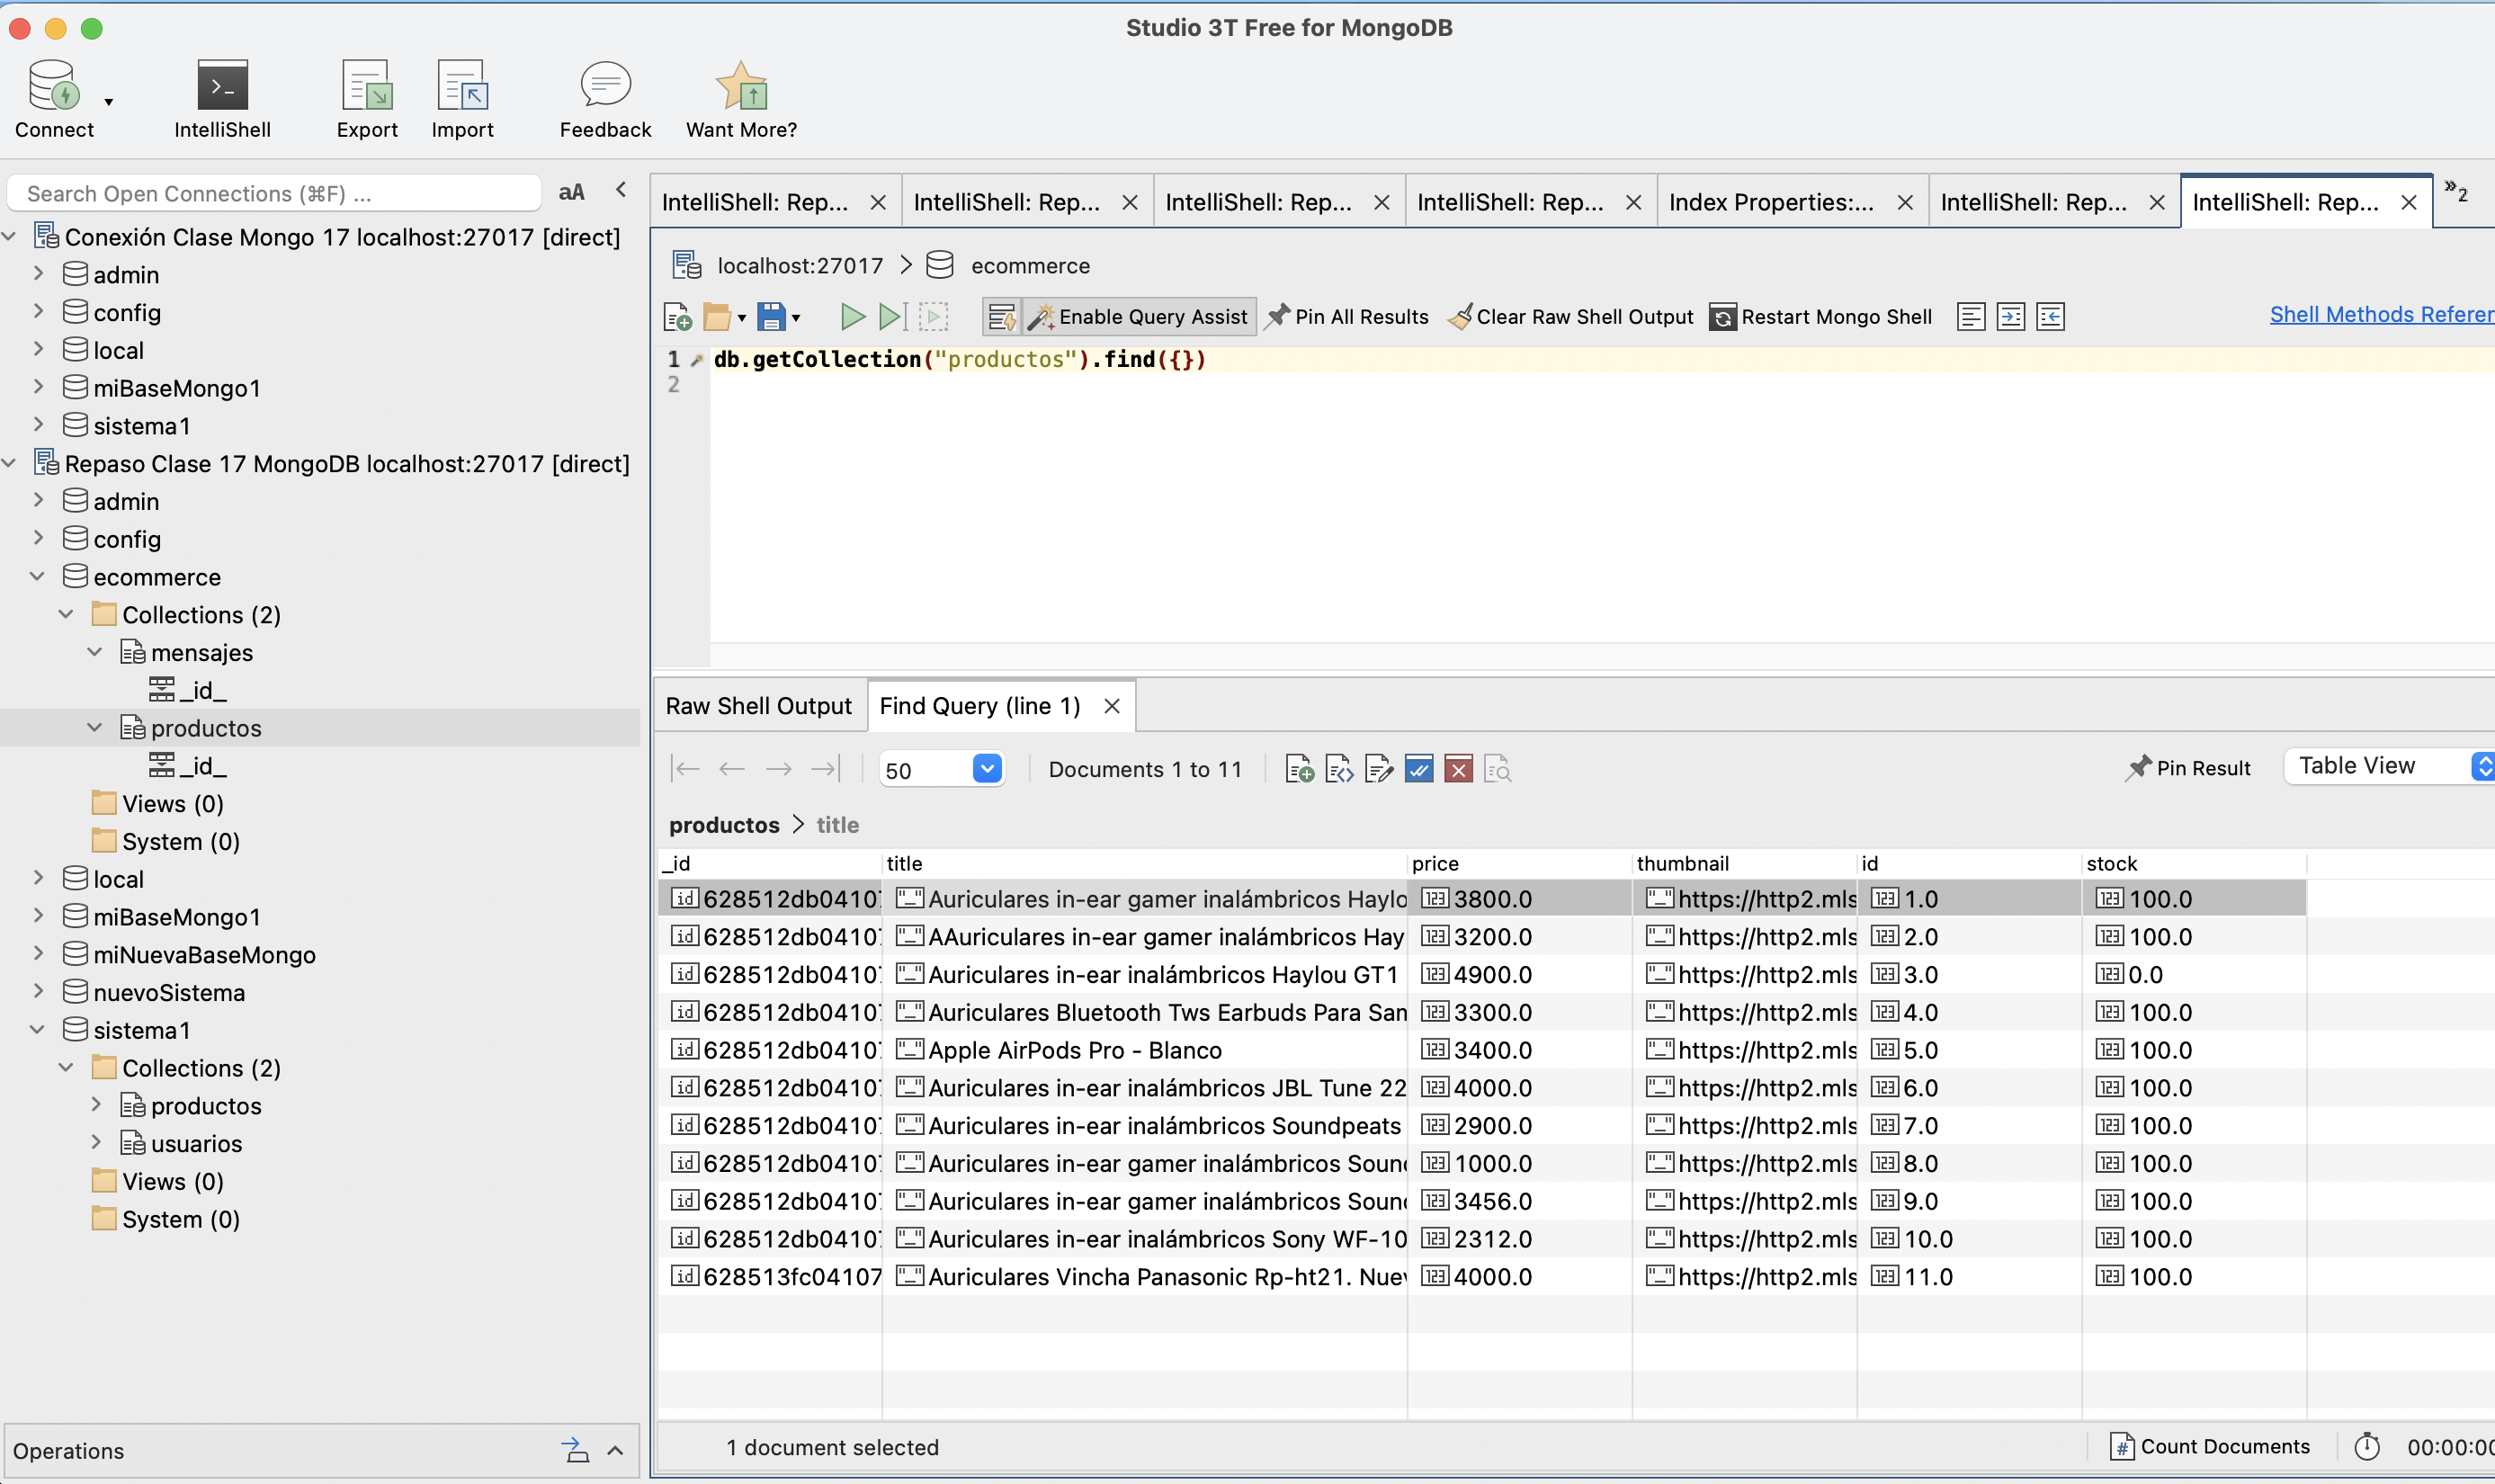 Studio 3T Free for MongoDB
Connect
IntelliShell
Export
Import
Feedback
Want More?
Search Open Connections (⌘F) ...
aA
Conexión Clase Mongo 17 localhost:27017 [direct]
admin
config
local
miBaseMongo1
sistema1
Repaso Clase 17 MongoDB localhost:27017 [direct]
admin
config
ecommerce
Collections (2)
mensajes
_id_
productos
_id_
Views (0)
System (0)
local
miBaseMongo1
miNuevaBaseMongo
nuevoSistema
sistema1
Collections (2)
productos
usuarios
Views (0)
System (0)
Operations
IntelliShell: Rep...
IntelliShell: Rep...
IntelliShell: Rep...
IntelliShell: Rep...
Index Properties:...
IntelliShell: Rep...
IntelliShell: Rep...
»2
localhost:27017 > ecommerce
Enable Query Assist
Pin All Results
Clear Raw Shell Output
Restart Mongo Shell
Shell Methods Referen
1 db.getCollection("productos").find({})
2
Raw Shell Output
Find Query (line 1)
50
Documents 1 to 11
Pin Result
Table View
productos > title
_id title price thumbnail id stock
628512db04107 Auriculares in-ear gamer inalámbricos Haylo 3800.0 https://http2.mls 1.0 100.0
628512db04107 AAuriculares in-ear gamer inalámbricos Hay 3200.0 https://http2.mls 2.0 100.0
628512db04107 Auriculares in-ear inalámbricos Haylou GT1 4900.0 https://http2.mls 3.0 0.0
628512db04107 Auriculares Bluetooth Tws Earbuds Para Sam 3300.0 https://http2.mls 4.0 100.0
628512db04107 Apple AirPods Pro - Blanco 3400.0 https://http2.mls 5.0 100.0
628512db04107 Auriculares in-ear inalámbricos JBL Tune 22 4000.0 https://http2.mls 6.0 100.0
628512db04107 Auriculares in-ear inalámbricos Soundpeats 2900.0 https://http2.mls 7.0 100.0
628512db04107 Auriculares in-ear gamer inalámbricos Sound 1000.0 https://http2.mls 8.0 100.0
628512db04107 Auriculares in-ear gamer inalámbricos Sound 3456.0 https://http2.mls 9.0 100.0
628512db04107 Auriculares in-ear inalámbricos Sony WF-10 2312.0 https://http2.mls 10.0 100.0
628513fc04107 Auriculares Vincha Panasonic Rp-ht21. Nuev 4000.0 https://http2.mls 11.0 100.0
1 document selected
Count Documents
00:00:00